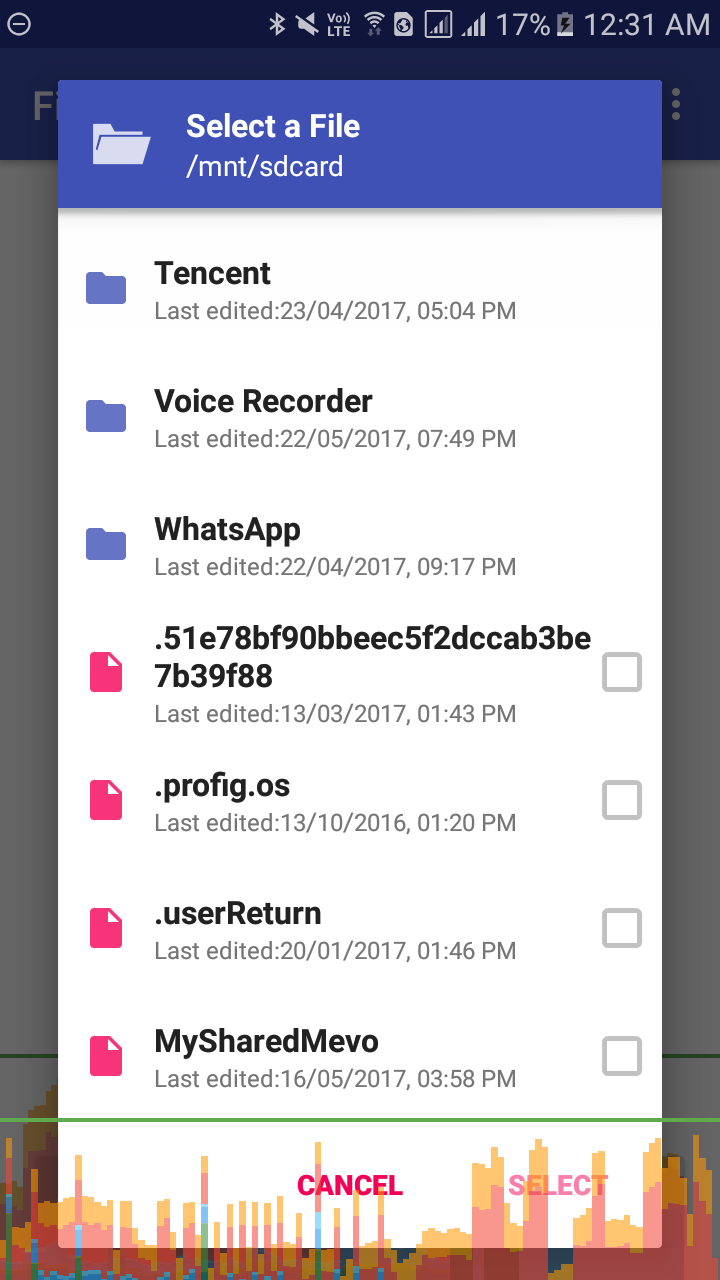 Vo)) LTE 17% 12:31 AM
Fi
Select a File
/mnt/sdcard
Tencent
Last edited:23/04/2017, 05:04 PM
Voice Recorder
Last edited:22/05/2017, 07:49 PM
WhatsApp
Last edited:22/04/2017, 09:17 PM
.51e78bf90bbeec5f2dccab3be
7b39f88
Last edited:13/03/2017, 01:43 PM
.profig.os
Last edited:13/10/2016, 01:20 PM
.userReturn
Last edited:20/01/2017, 01:46 PM
MySharedMevo
Last edited:16/05/2017, 03:58 PM
CANCEL SELECT